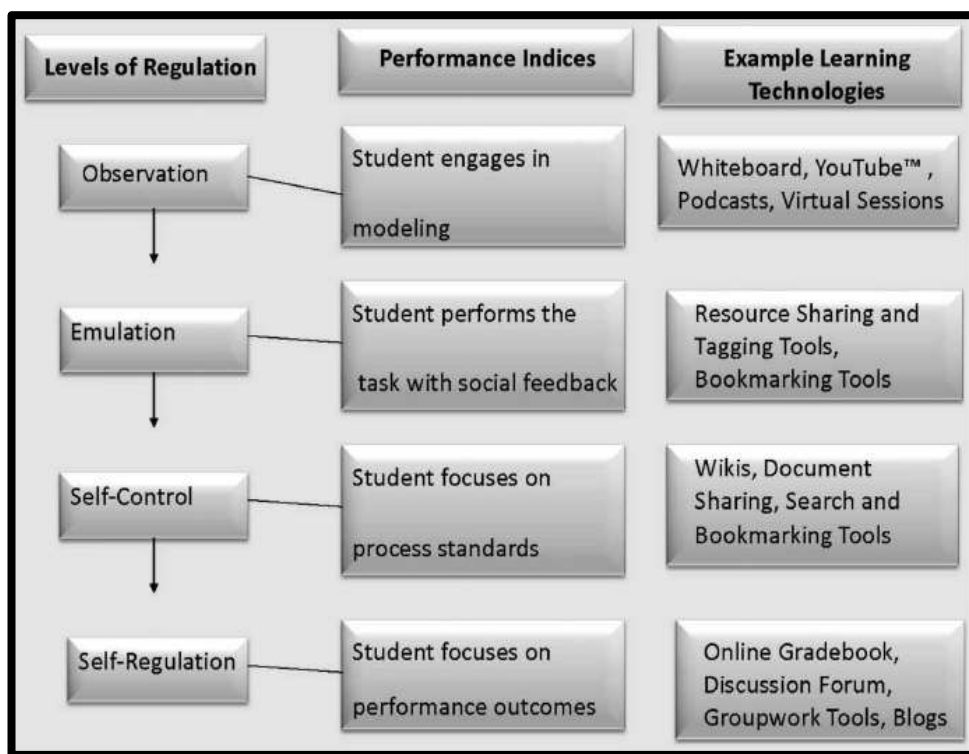 Levels of Regulation
Performance Indices
Example Learning
Technologies
Observation
Student engages in
modeling
Whiteboard, YouTube™ ,
Podcasts, Virtual Sessions
Emulation
Student performs the
task with social feedback
Resource Sharing and
Tagging Tools,
Bookmarking Tools
Self-Control
Student focuses on
process standards
Wikis, Document
Sharing, Search and
Bookmarking Tools
Self-Regulation
Student focuses on
performance outcomes
Online Gradebook,
Discussion Forum,
Groupwork Tools, Blogs